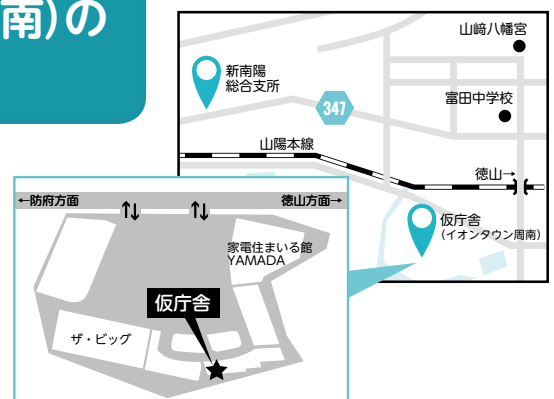 南)の
山﨑八幡宮
新南陽
総合支所
富田中学校
347
山陽本線
徳山→
仮庁舎
(イオンタウン周南)
←防府方面
徳山方面→
家電住まいる館
YAMADA
仮庁舎
ザ・ビッグ